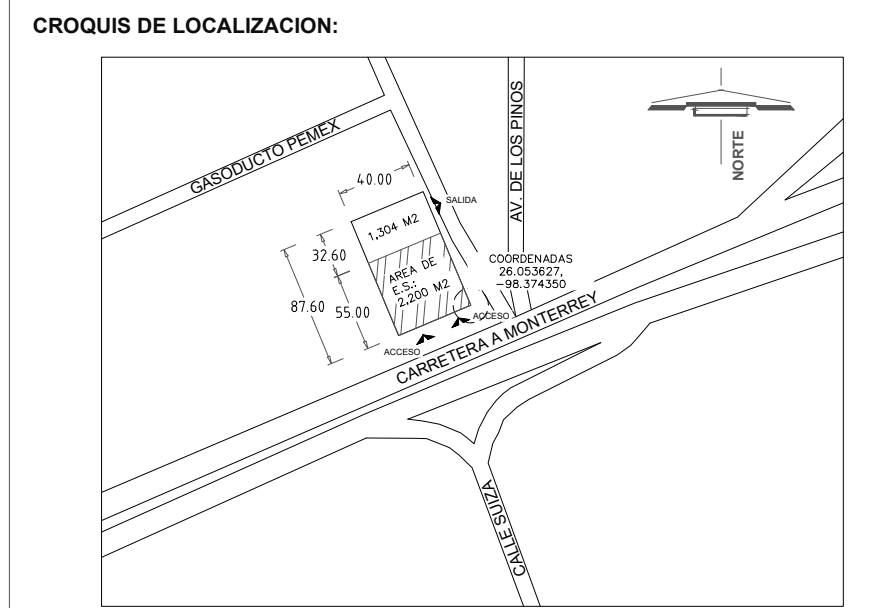 CROQUIS DE LOCALIZACION:
GASODUCTO PEMEX
AV. DE LOS PINOS
NORTE
40.00
SALIDA
1,304 M2
32.60
87.60
55.00
AREA DE
E.S.:
2,200 M2
COORDENADAS
26.053627,
-98.374350
ACCESO
ACCESO
CARRETERA A MONTERREY
CALLE SUIZA